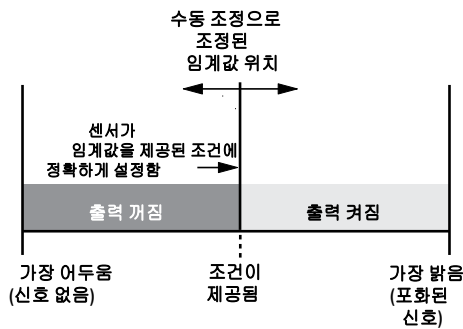 수동 조정으로
조정된
임계값 위치
센서가
임계값을 제공된 조건에
정확하게 설정함
출력 꺼짐
출력 켜짐
가장 어두움
(신호 없음)
조건이
제공됨
가장 밝음
(포화된
신호)